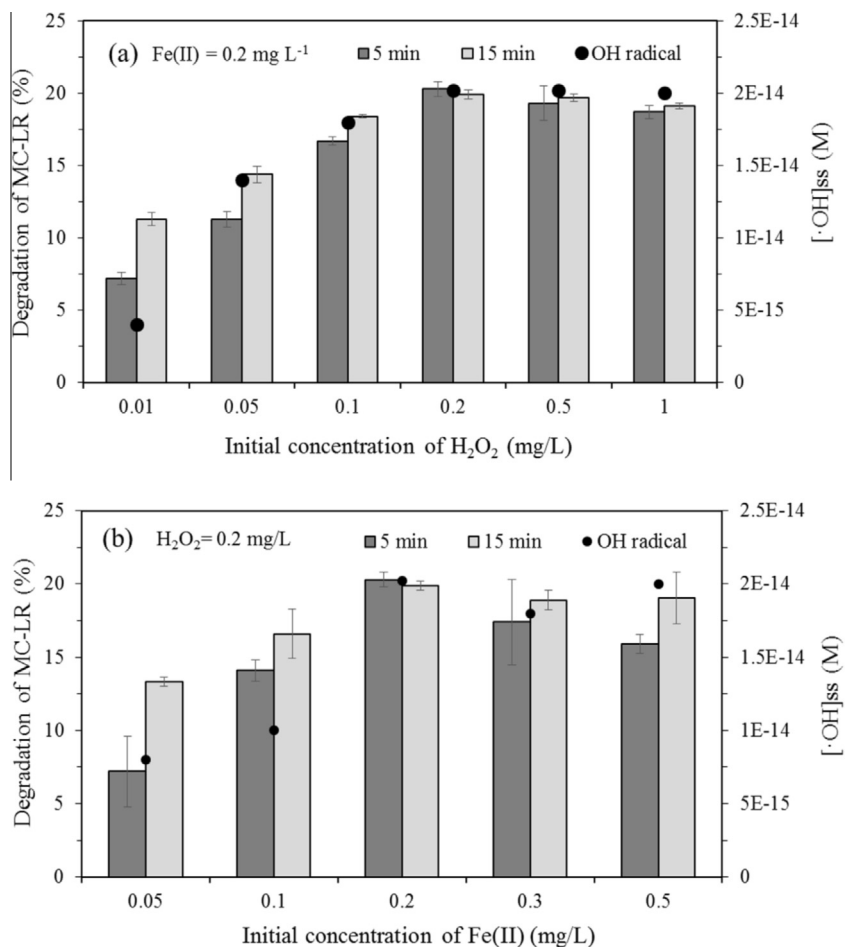 (a) Fe(II) = 0.2 mg L⁻¹ 5 min 15 min OH radical
25
20
15
10
5
0
Degradation of MC-LR (%)
2.5E-14
2E-14
1.5E-14
1E-14
5E-15
0
[·OH]ss (M)
0.01 0.05 0.1 0.2 0.5 1
Initial concentration of H₂O₂ (mg/L)
(b) H₂O₂= 0.2 mg/L 5 min 15 min OH radical
25
20
15
10
5
0
Degradation of MC-LR (%)
2.5E-14
2E-14
1.5E-14
1E-14
5E-15
0
[·OH]ss (M)
0.05 0.1 0.2 0.3 0.5
Initial concentration of Fe(II) (mg/L)